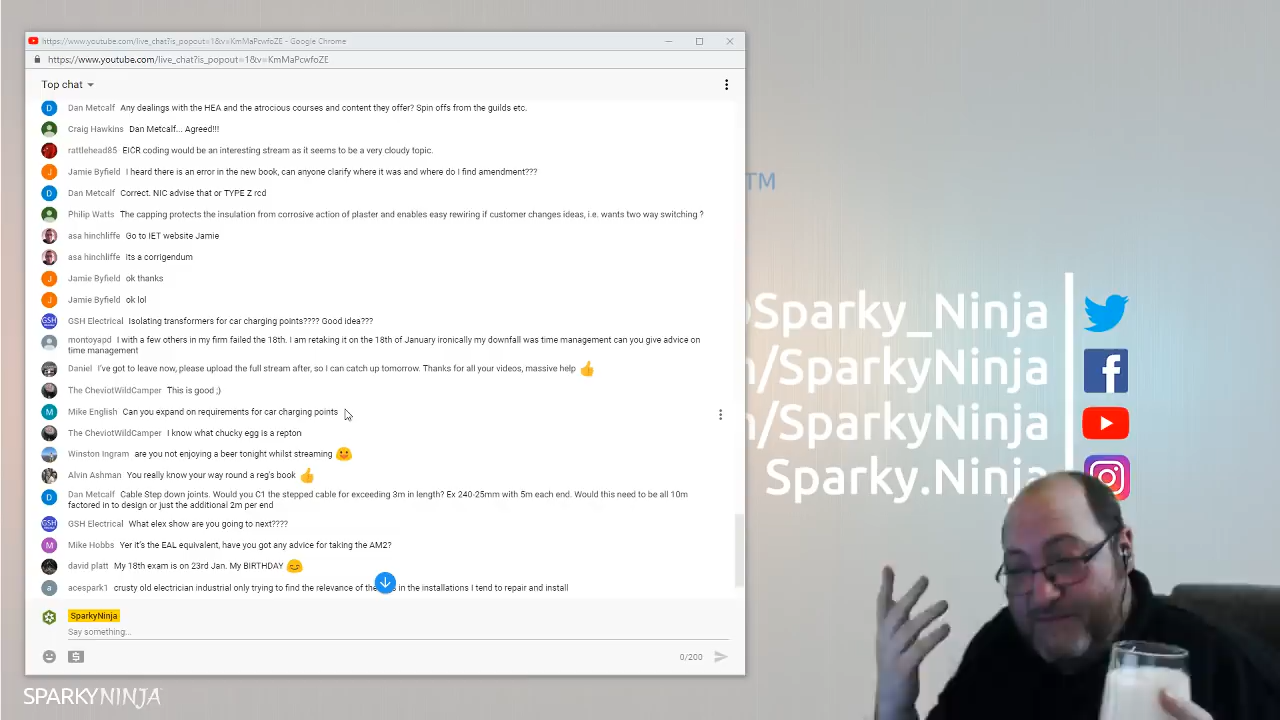 https://www.youtube.com/live_chat?is_popout=1&v=KmMaPcwfoZE - Google Chrome
https://www.youtube.com/live_chat?is_popout=1&v=KmMaPcwfoZE
Top chat
Dan Metcalf Any dealings with the HEA and the atrocious courses and content they offer? Spin offs from the guilds etc.
Craig Hawkins Dan Metcalf... Agreed!!!
rattlehead85 EICR coding would be an interesting stream as it seems to be a very cloudy topic.
Jamie Byfield I heard there is an error in the new book, can anyone clarify where it was and where do I find amendment???
Dan Metcalf Correct. NIC advise that or TYPE Z rcd
Philip Watts The capping protects the insulation from corrosive action of plaster and enables easy rewiring if customer changes ideas, i.e. wants two way switching ?
asa hinchliffe Go to IET website Jamie
asa hinchliffe Its a corrigendum
Jamie Byfield ok thanks
Jamie Byfield ok lol
GSH Electrical Isolating transformers for car charging points???? Good idea???
montoyapd I with a few others in my firm failed the 18th. I am retaking it on the 18th of January ironically my downfall was time management can you give advice on
time management
Daniel I've got to leave now, please upload the full stream after, so I can catch up tomorrow. Thanks for all your videos, massive help
The CheviotWildCamper This is good ;)
Mike English Can you expand on requirements for car charging points
The CheviotWildCamper I know what chucky egg is a repton
Winston Ingram are you not enjoying a beer tonight whilst streaming
Alvin Ashman You really know your way round a reg's book
Dan Metcalf Cable Step down joints. Would you C1 the stepped cable for exceeding 3m in length? Ex 240-25mm with 5m each end. Would this need to be all 10m
factored in to design or just the additional 2m per end
GSH Electrical What elex show are you going to next????
Mike Hobbs Yer it's the EAL equivalent, have you got any advice for taking the AM2?
david platt My 18th exam is on 23rd Jan. My BIRTHDAY
acespark1 crusty old electrician industrial only trying to find the relevance of the in the installations I tend to repair and install
SparkyNinja
Say something...
0/200
SPARKYNINJA
TM
@Sparky_Ninja
/SparkyNinja
/SparkyNinja
Sparky.Ninja